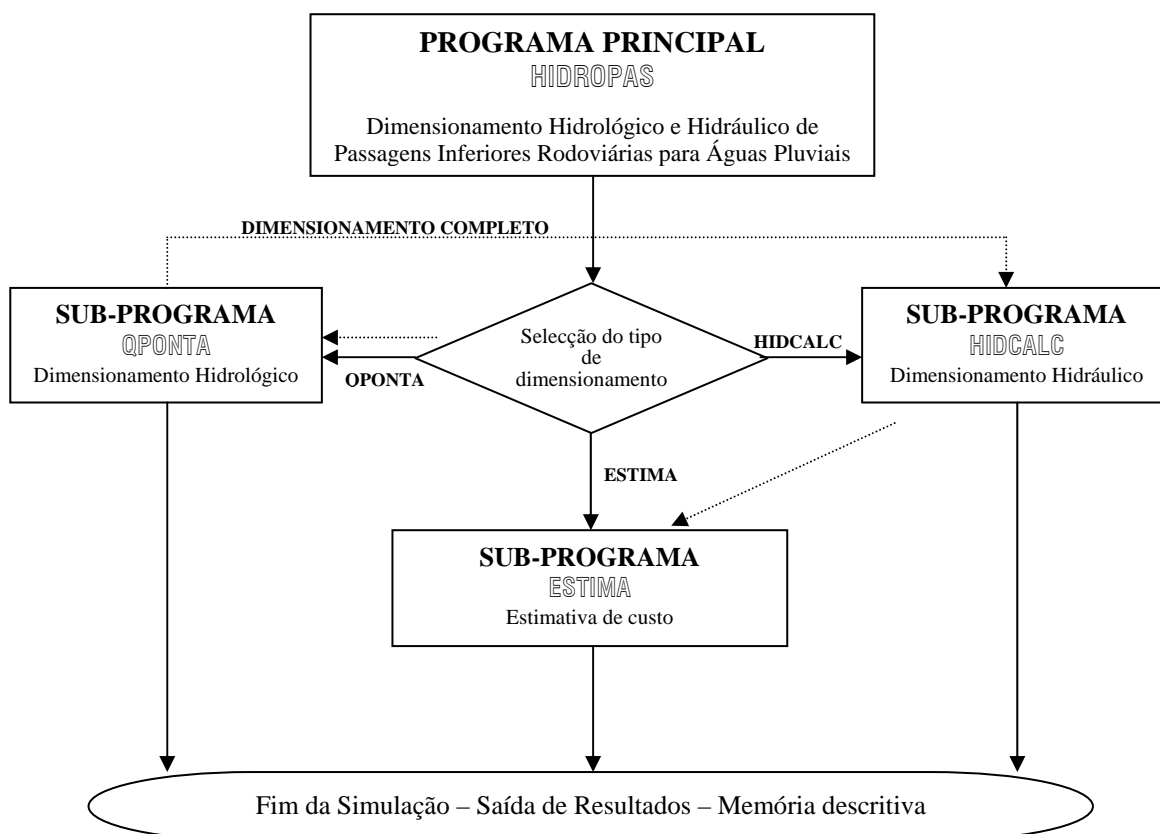 PROGRAMA PRINCIPAL
HIDROPAS
Dimensionamento Hidrológico e Hidráulico de
Passagens Inferiores Rodoviárias para Águas Pluviais
DIMENSIONAMENTO COMPLETO
SUB-PROGRAMA
QPONTA
Dimensionamento Hidrológico
Selecção do tipo
de
dimensionamento
QPONTA
HIDCALC
SUB-PROGRAMA
HIDCALC
Dimensionamento Hidráulico
ESTIMA
SUB-PROGRAMA
ESTIMA
Estimativa de custo
Fim da Simulação – Saída de Resultados – Memória descritiva